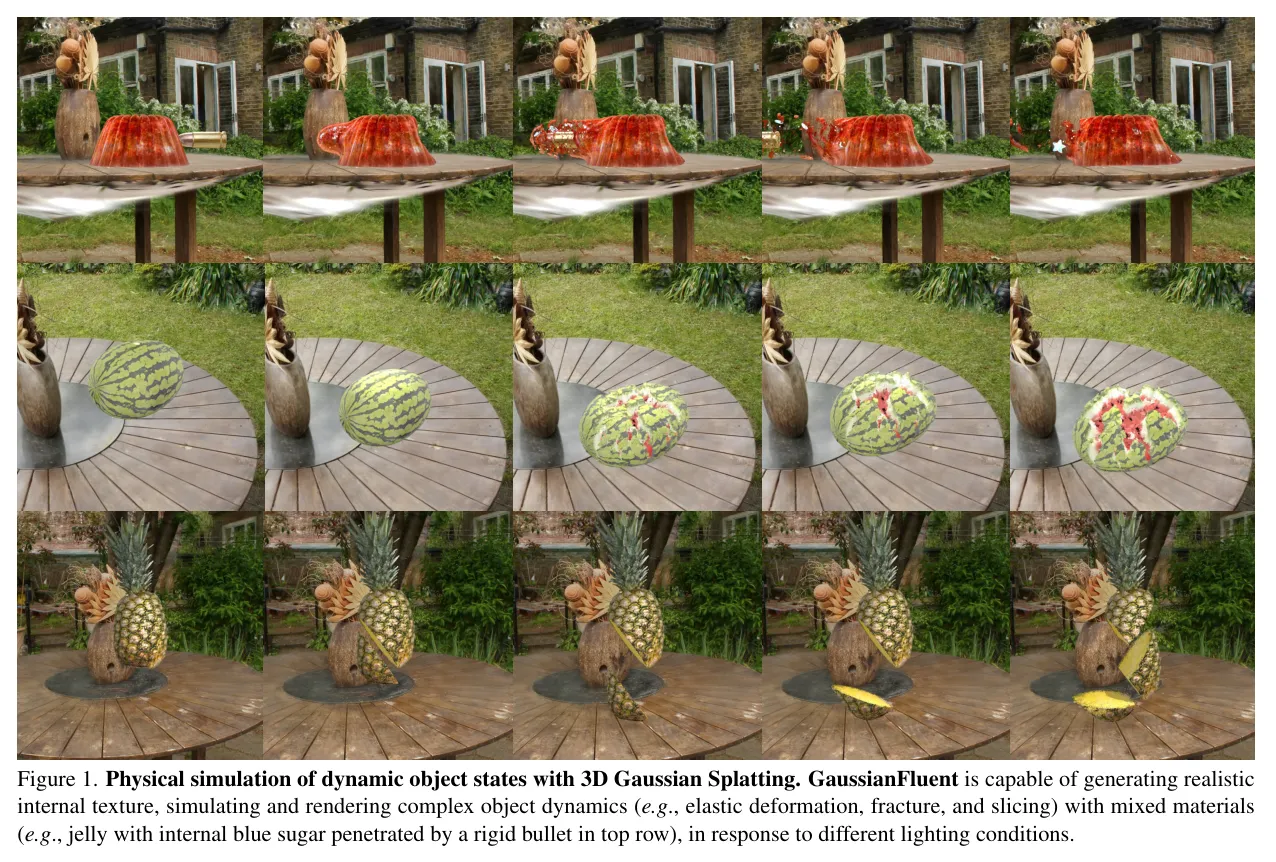 Figure 1. Physical simulation of dynamic object states with 3D Gaussian Splatting. GaussianFluent is capable of generating realistic
internal texture, simulating and rendering complex object dynamics (e.g., elastic deformation, fracture, and slicing) with mixed materials
(e.g., jelly with internal blue sugar penetrated by a rigid bullet in top row), in response to different lighting conditions.